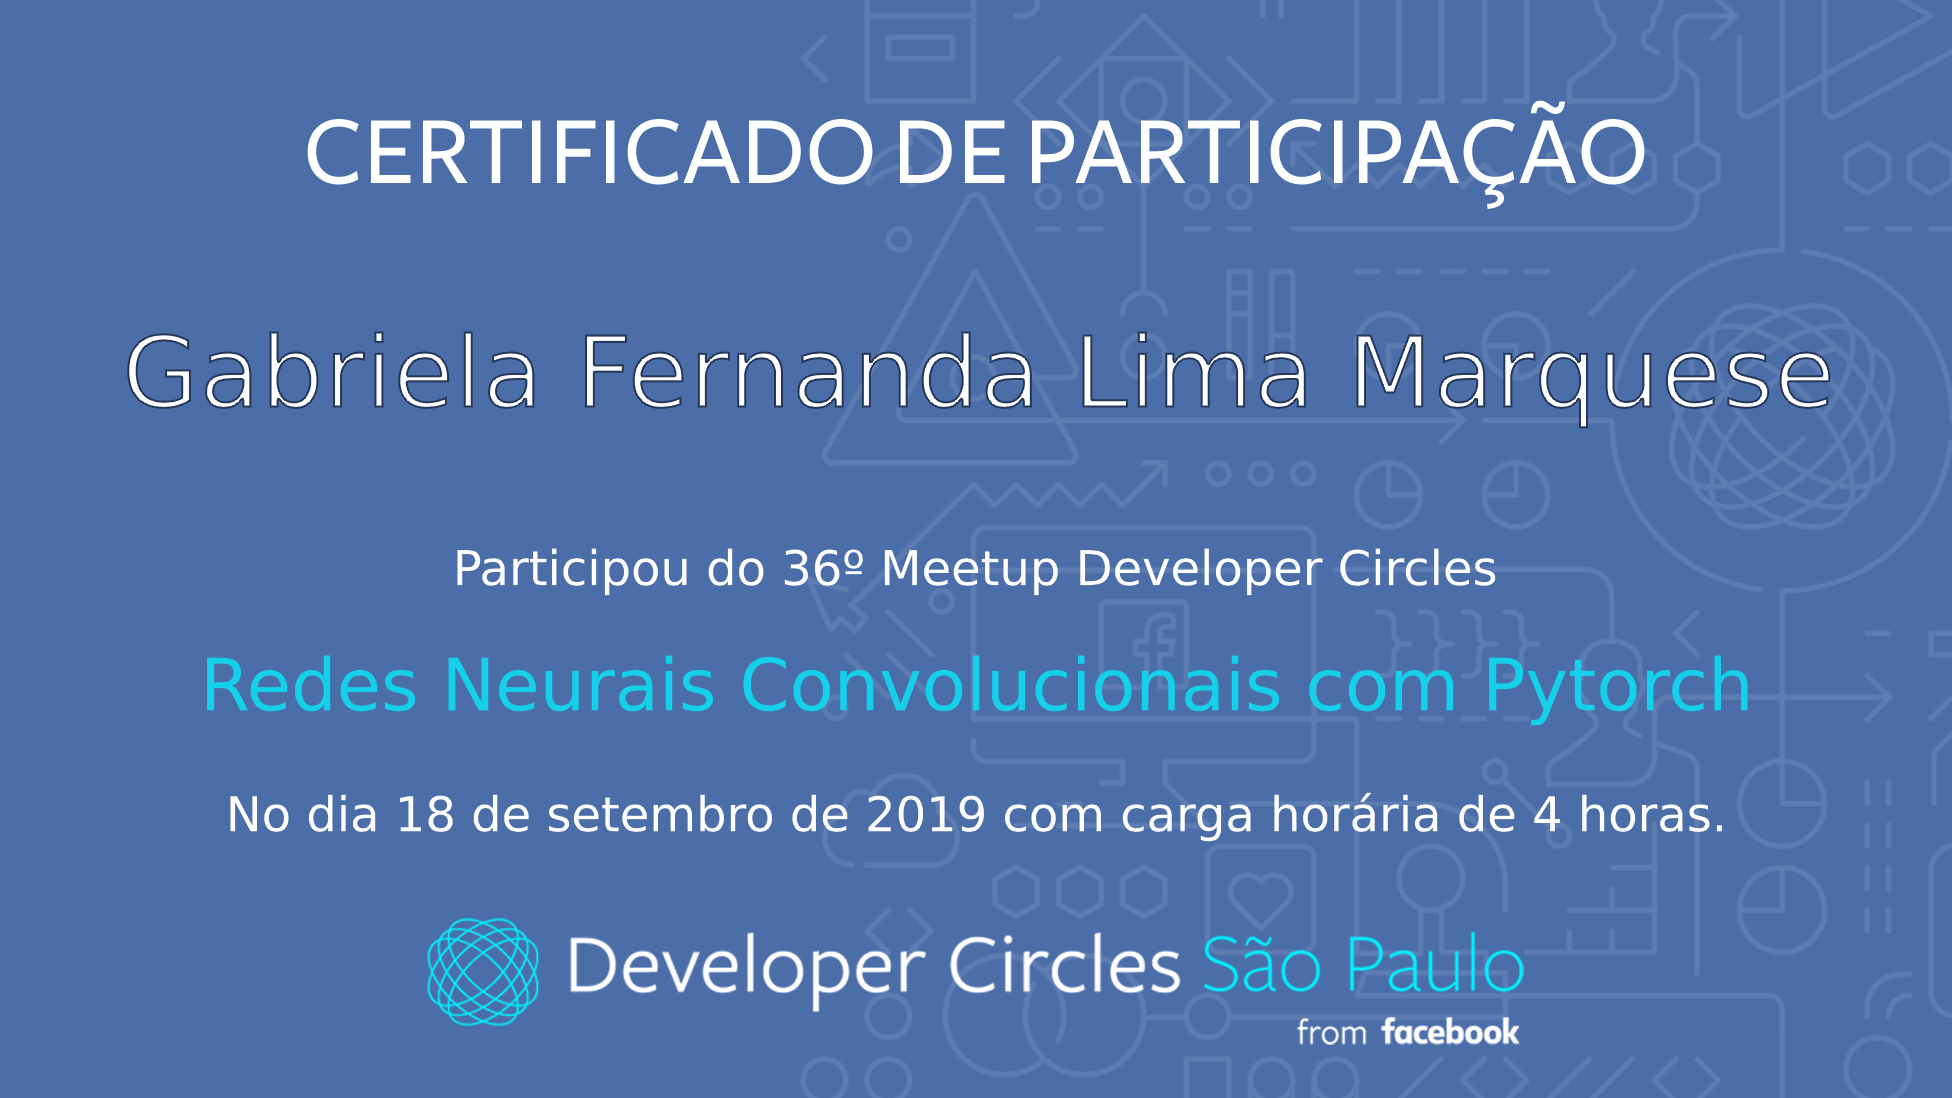 CERTIFICADO DE PARTICIPAÇÃO
Gabriela Fernanda Lima Marquese
Participou do 36º Meetup Developer Circles
Redes Neurais Convolucionais com Pytorch
No dia 18 de setembro de 2019 com carga horária de 4 horas.
Developer Circles São Paulo
from facebook